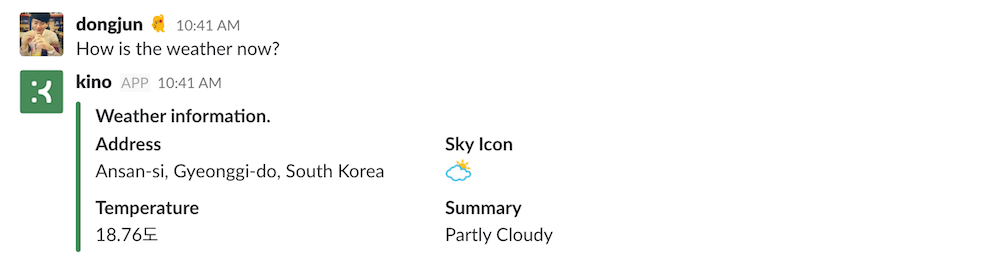 dongjun 10:41 AM
How is the weather now?
kino APP 10:41 AM
Weather information.
Address Sky Icon
Ansan-si, Gyeonggi-do, South Korea
Temperature Summary
18.76도 Partly Cloudy